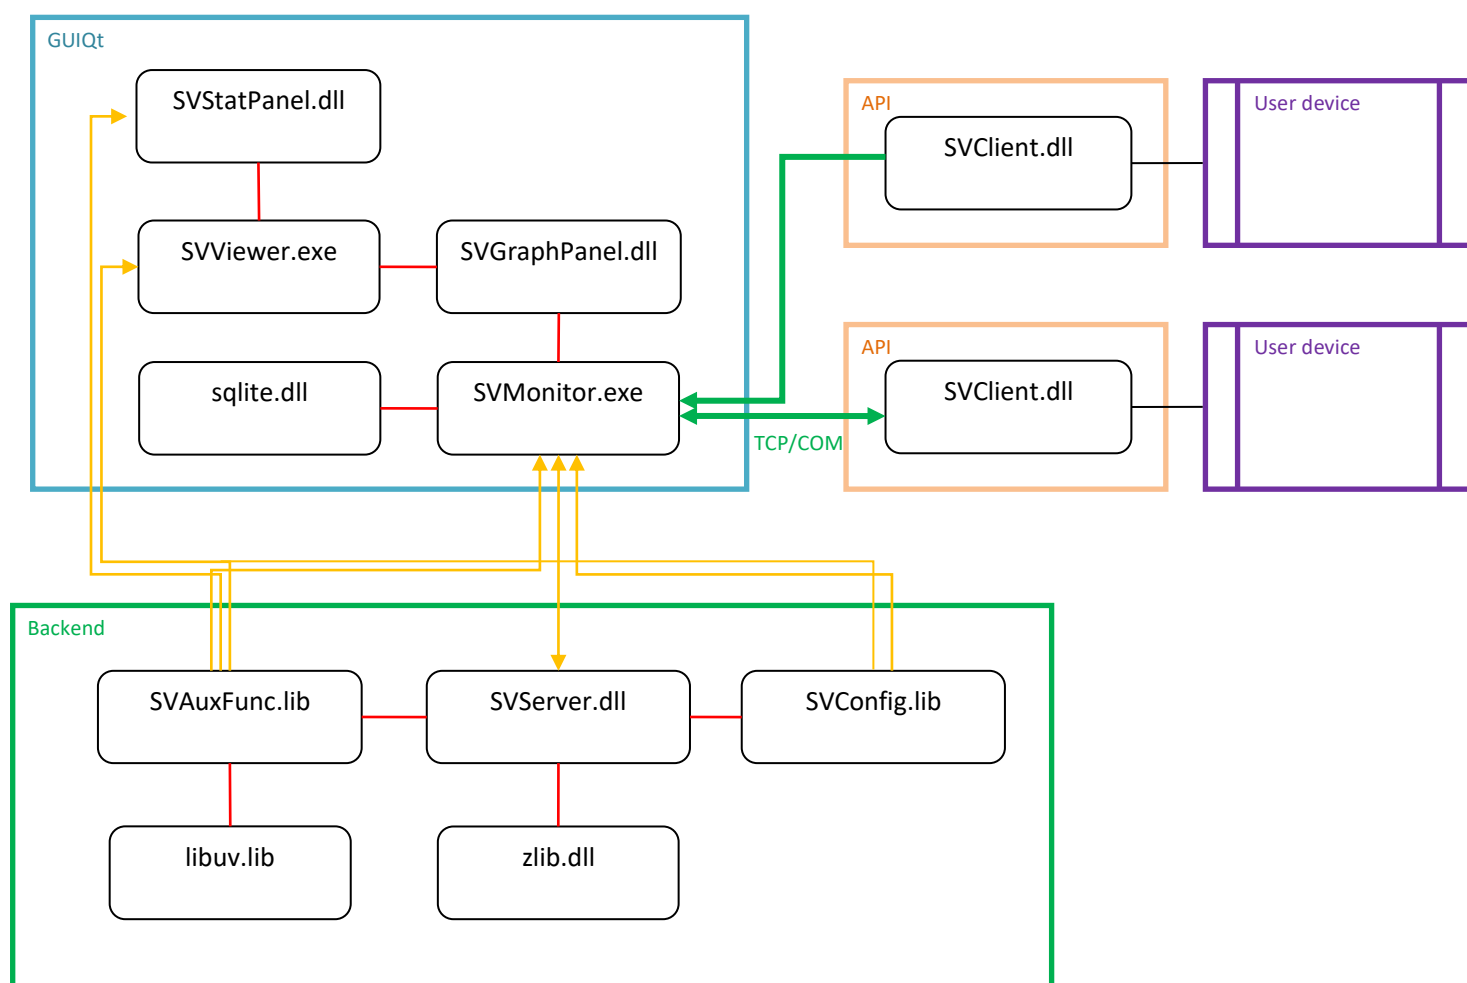 GUIQt
SVStatPanel.dll
API
User device
SVClient.dll
SVViewer.exe
SVGraphPanel.dll
API
User device
sqlite.dll
SVMonitor.exe
SVClient.dll
TCP/COM
Backend
SVAuxFunc.lib
SVServer.dll
SVConfig.lib
libuv.lib
zlib.dll